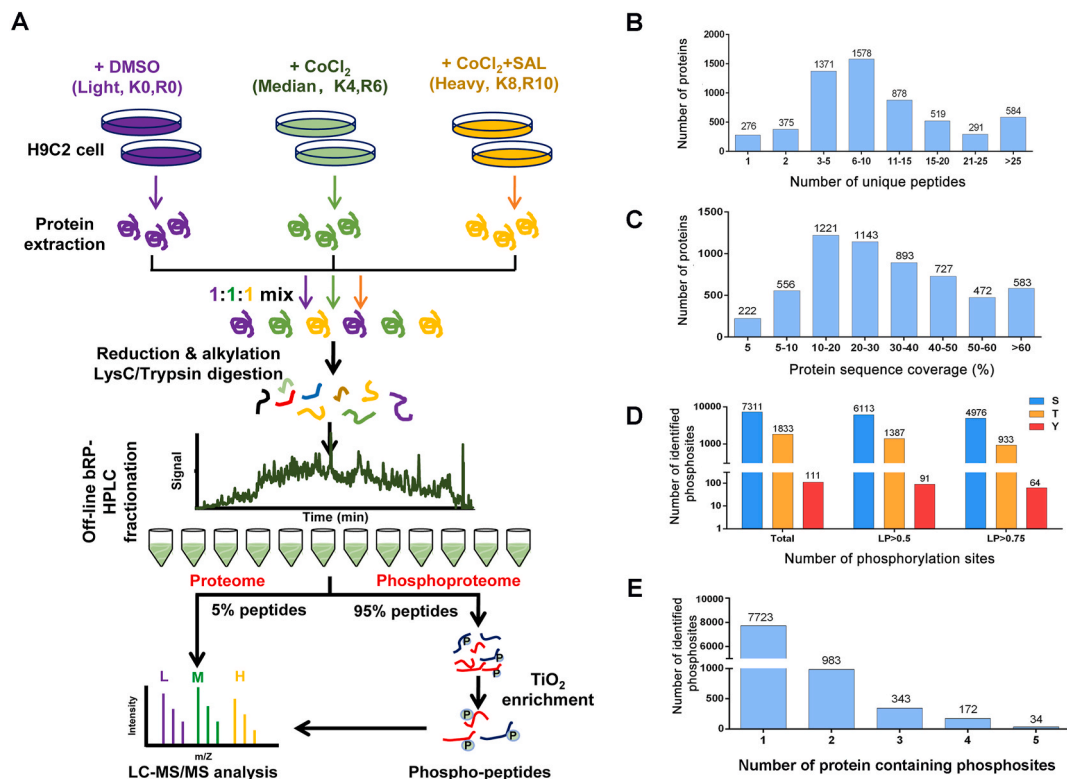 A
+ DMSO
(Light, K0,R0)
+ CoCl2
(Median, K4,R6)
+ CoCl2+SAL
(Heavy, K8,R10)
H9C2 cell
Protein
extraction
1:1:1 mix
Reduction & alkylation
LysC/Trypsin digestion
Off-line bRP-
HPLC
fractionation
Signal
Time (min)
Proteome
Phosphoproteome
5% peptides
95% peptides
P
P
P
P
TiO2
enrichment
P
P
P
L
M
H
Intensity
m/Z
LC-MS/MS analysis
Phospho-peptides
B
Number of proteins
2000
1500
1000
500
0
276
375
1371
1578
878
519
291
584
1
2
3-5
6-10
11-15
15-20
21-25
>25
Number of unique peptides
C
Number of proteins
1500
1000
500
0
222
556
1221
1143
893
727
472
583
5
5-10
10-20
20-30
30-40
40-50
50-60
>60
Protein sequence coverage (%)
D
Number of identified
phosphosites
10000
1000
100
10
1
7311
1833
111
6113
1387
91
4976
933
64
S
T
Y
Total
LP>0.5
LP>0.75
Number of phosphorylation sites
E
Number of identified
phosphosites
10000
8000
6000
1000
500
0
7723
983
343
172
34
1
2
3
4
5
Number of protein containing phosphosites